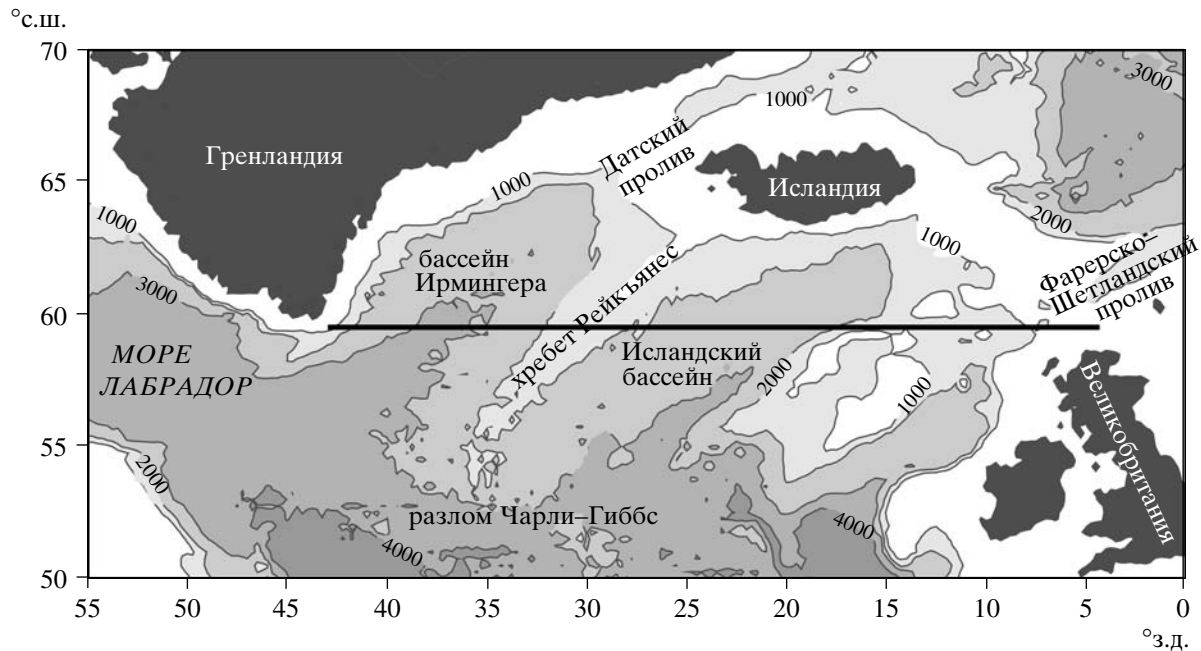 °с.ш.
70
65
60
55
50
55
50
45
40
35
30
25
20
15
10
5
0
°з.д.
Гренландия
Датский
пролив
Исландия
1000
3000
1000
1000
3000
1000
2000
1000
бассейн
Ирмингера
хребет Рейкъянес
Фарерско–
Шетландский
пролив
МОРЕ
ЛАБРАДОР
Исландский
бассейн
2000
1000
Великобритания
2000
разлом Чарли–Гиббс
4000
4000